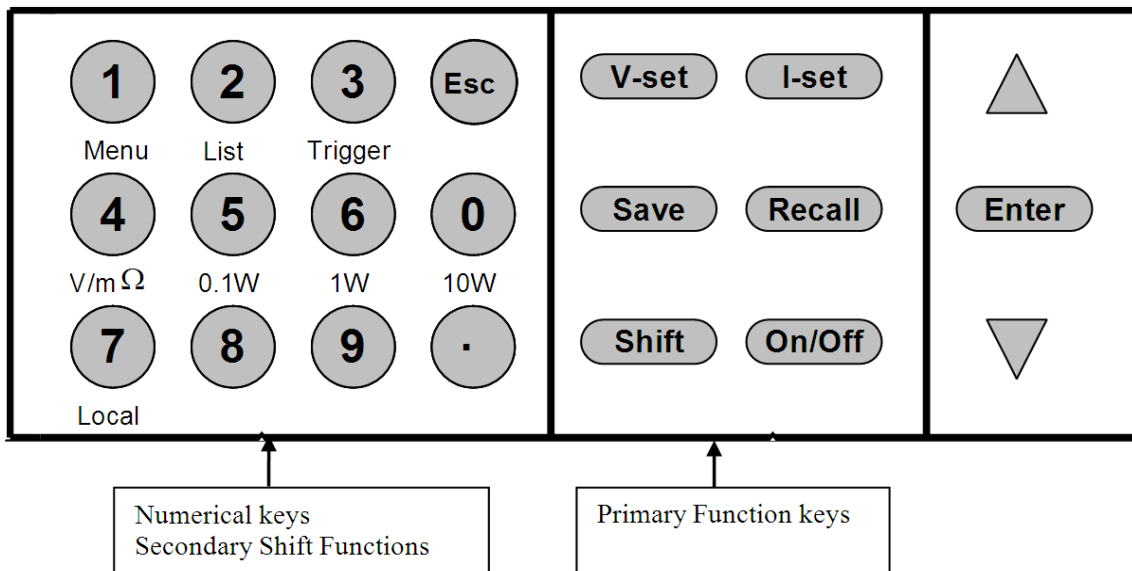 1 2 3 Esc V-set I-set
Menu List Trigger
4 5 6 0 Save Recall Enter
V/mΩ 0.1W 1W 10W
7 8 9 . Shift On/Off
Local
Numerical keys
Secondary Shift Functions
Primary Function keys